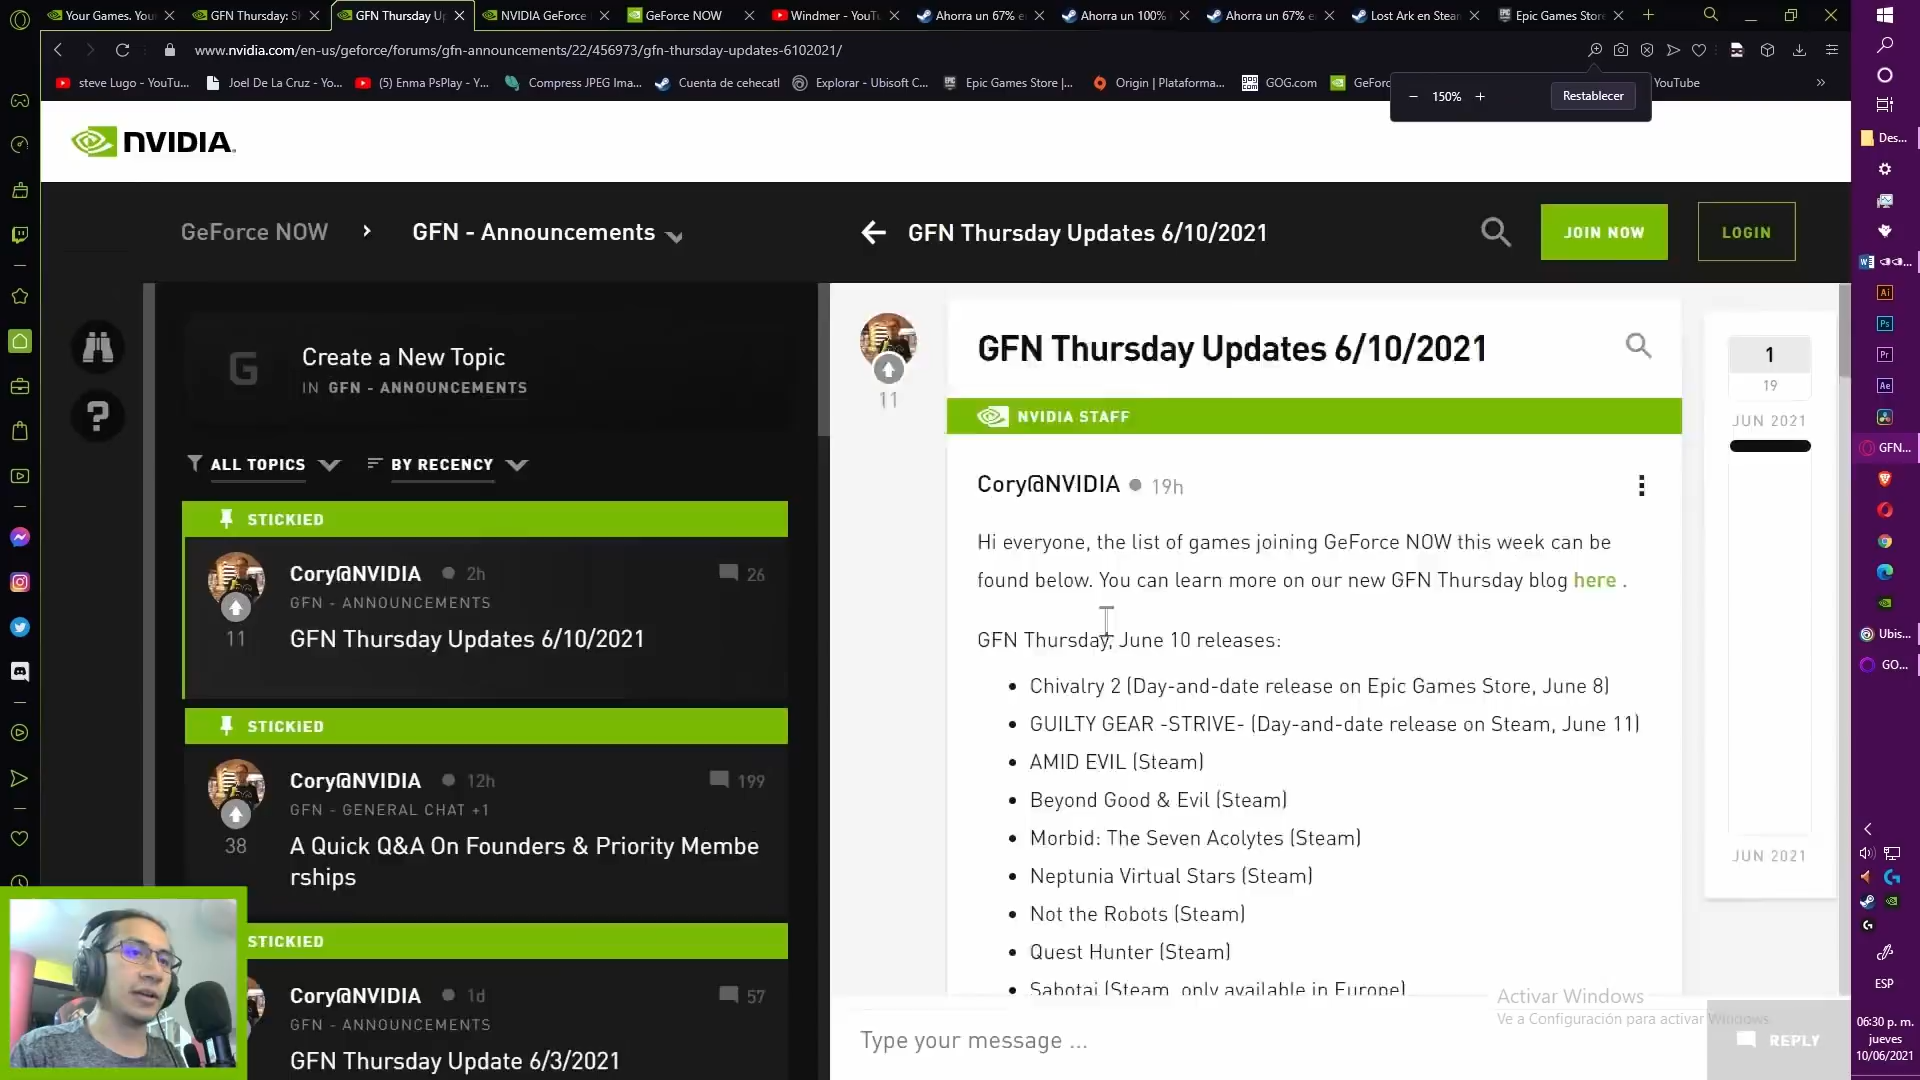 Your Games. Your
GFN Thursday: S
GFN Thursday Up
NVIDIA GeForce
GeForce NOW
Windmer - YouTu
Ahorra un 67% e
Ahorra un 100%
Ahorra un 67% e
Lost Ark en Stea
Epic Games Store
www.nvidia.com/en-us/geforce/forums/gfn-announcements/22/456973/gfn-thursday-updates-6102021/
steve Lugo - YouTu...
Joel De La Cruz - Yo...
(5) Enma PsPlay - Y...
Compress JPEG Ima...
Cuenta de cehecatl
Explorar - Ubisoft C...
Epic Games Store |...
Origin | Plataforma...
GOG.com
GeForc
YouTube
150%
Restablecer
NVIDIA.
GeForce NOW
GFN - Announcements
GFN Thursday Updates 6/10/2021
JOIN NOW
LOGIN
Create a New Topic
IN GFN - ANNOUNCEMENTS
ALL TOPICS
BY RECENCY
STICKIED
Cory@NVIDIA 2h
26
GFN - ANNOUNCEMENTS
11
GFN Thursday Updates 6/10/2021
STICKIED
Cory@NVIDIA 12h
199
GFN - GENERAL CHAT +1
38
A Quick Q&A On Founders & Priority Membe
rships
STICKIED
Cory@NVIDIA 1d
57
GFN - ANNOUNCEMENTS
GFN Thursday Update 6/3/2021
11
GFN Thursday Updates 6/10/2021
NVIDIA STAFF
Cory@NVIDIA 19h
Hi everyone, the list of games joining GeForce NOW this week can be
found below. You can learn more on our new GFN Thursday blog here .
GFN Thursday, June 10 releases:
Chivalry 2 (Day-and-date release on Epic Games Store, June 8)
GUILTY GEAR -STRIVE- (Day-and-date release on Steam, June 11)
AMID EVIL (Steam)
Beyond Good & Evil (Steam)
Morbid: The Seven Acolytes (Steam)
Neptunia Virtual Stars (Steam)
Not the Robots (Steam)
Quest Hunter (Steam)
Sabotaj (Steam, only available in Europe)
1
19
JUN 2021
JUN 2021
Type your message ...
REPLY
Activar Windows
Ve a Configuración para activar Windows.
Des...
Ai
Ps
Pr
Ae
GFN...
Ubis...
GO...
ESP
06:30 p. m.
jueves
10/06/2021